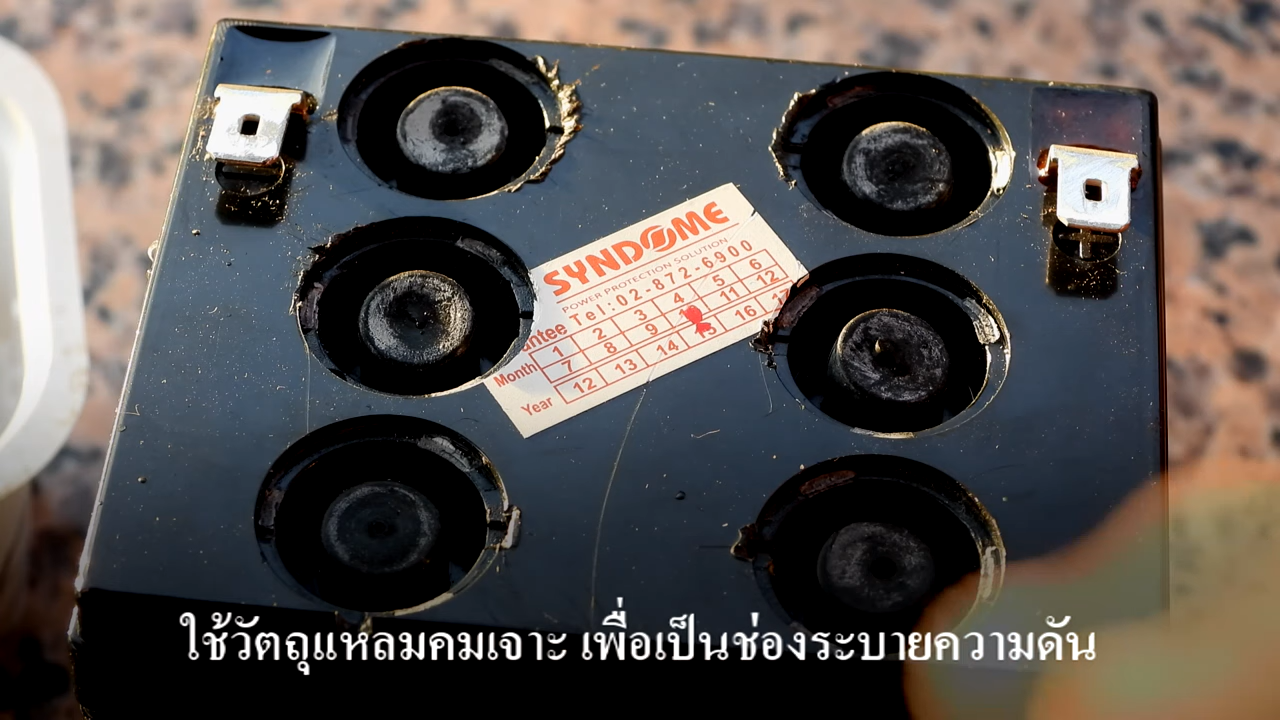 SYNDOME
POWER PROTECTION SOLUTION
Tel:02-872-6900
Month 1 2 3 4 5 6
7 8 9 11 12
Year 12 13 14 15 16
ใช้วัตถุแหลมคมเจาะ เพื่อเป็นช่องระบายความดัน